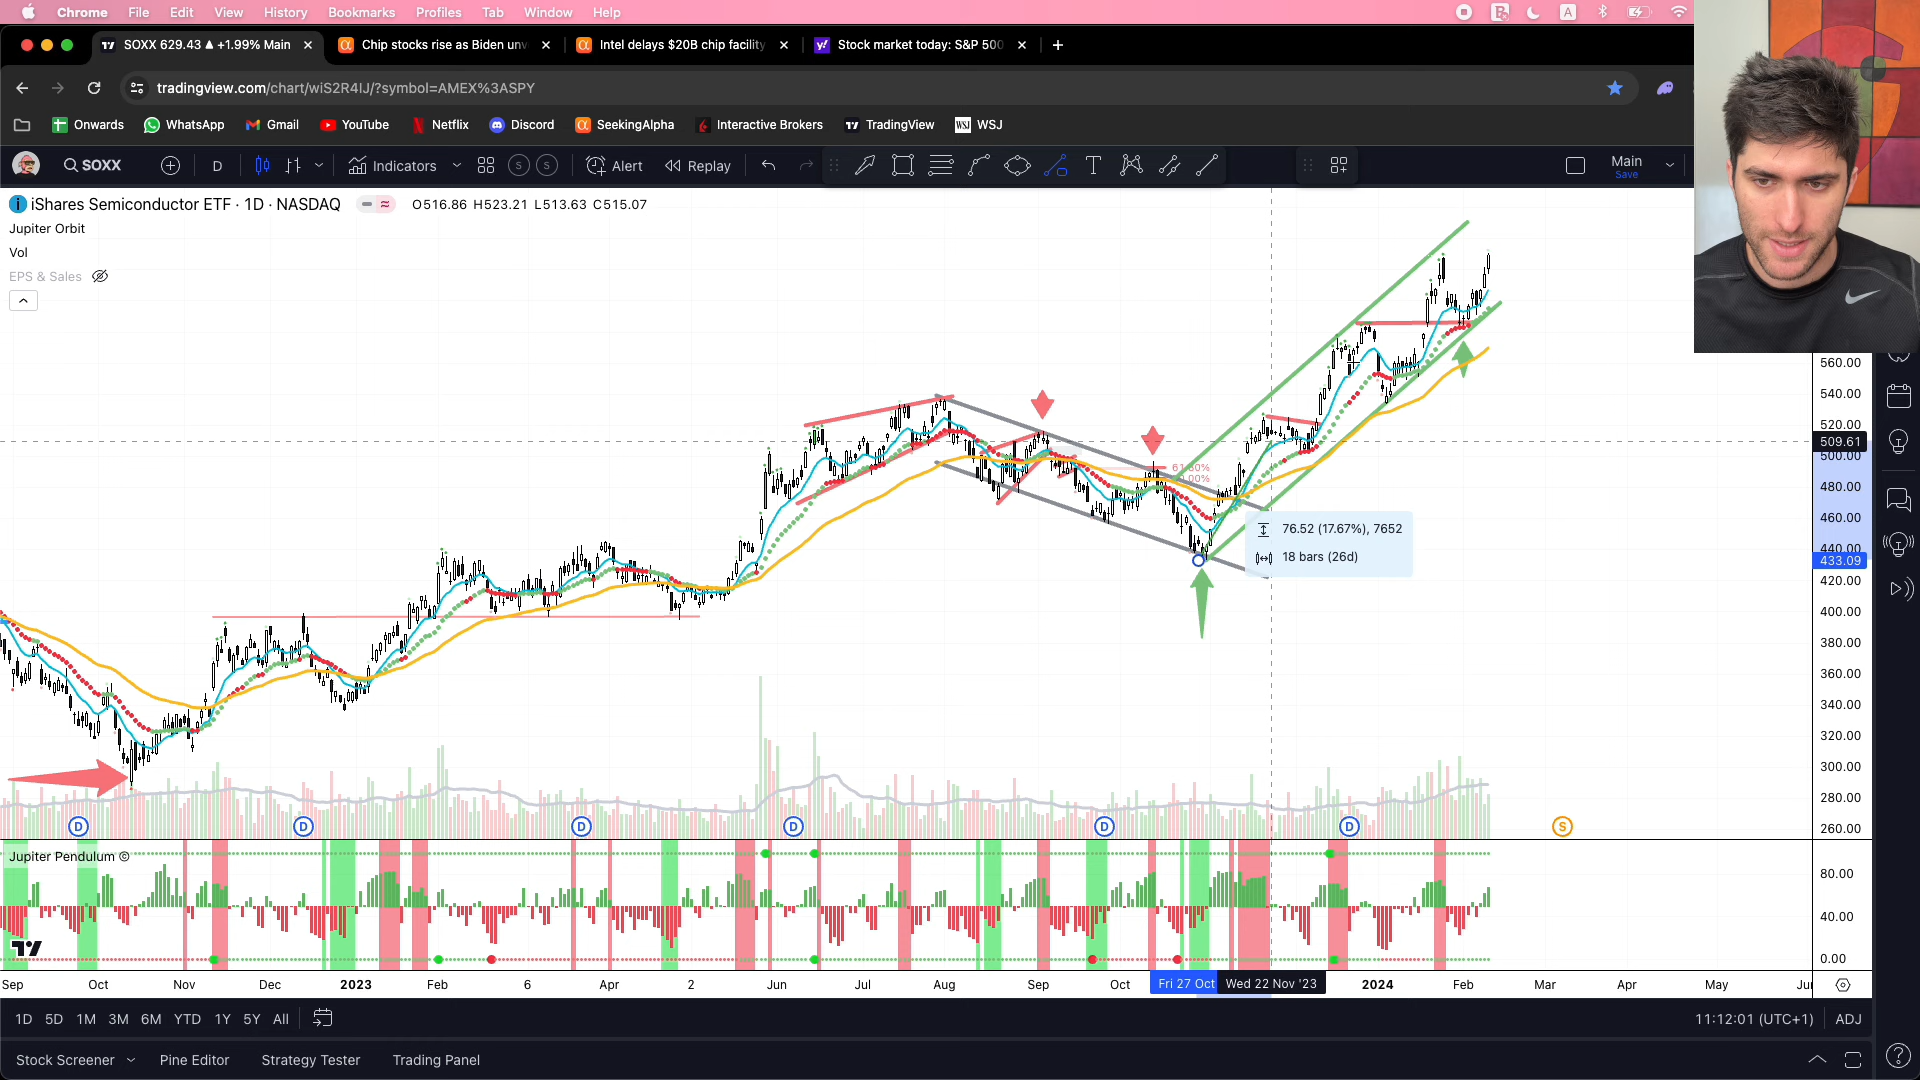 Chrome File Edit View History Bookmarks Profiles Tab Window Help A
SOXX 629.43 ▲ +1.99% Main × Chip stocks rise as Biden unv × Intel delays $20B chip facility × Stock market today: S&P 500 × +
tradingview.com/chart/wiS2R4IJ/?symbol=AMEX%3ASPY
Onwards WhatsApp Gmail YouTube Netflix Discord SeekingAlpha Interactive Brokers TradingView WSJ WSJ
SOXX D Indicators S S Alert Replay T Main
Save
iShares Semiconductor ETF · 1D · NASDAQ O516.86 H523.21 L513.63 C515.07
Jupiter Orbit
Vol
EPS & Sales
560.00
540.00
520.00
509.61
500.00
480.00
460.00
440.00
433.09
420.00
400.00
380.00
360.00
340.00
320.00
300.00
280.00
260.00
61.80%
76.52 (17.67%), 7652
18 bars (26d)
D D D D D D S
Jupiter Pendulum ©
80.00
40.00
0.00
Sep Oct Nov Dec 2023 Feb 6 Apr 2 Jun Jul Aug Sep Oct Fri 27 Oct Wed 22 Nov '23 2024 Feb Mar Apr May
1D 5D 1M 3M 6M YTD 1Y 5Y All 11:12:01 (UTC+1) ADJ
Stock Screener Pine Editor Strategy Tester Trading Panel